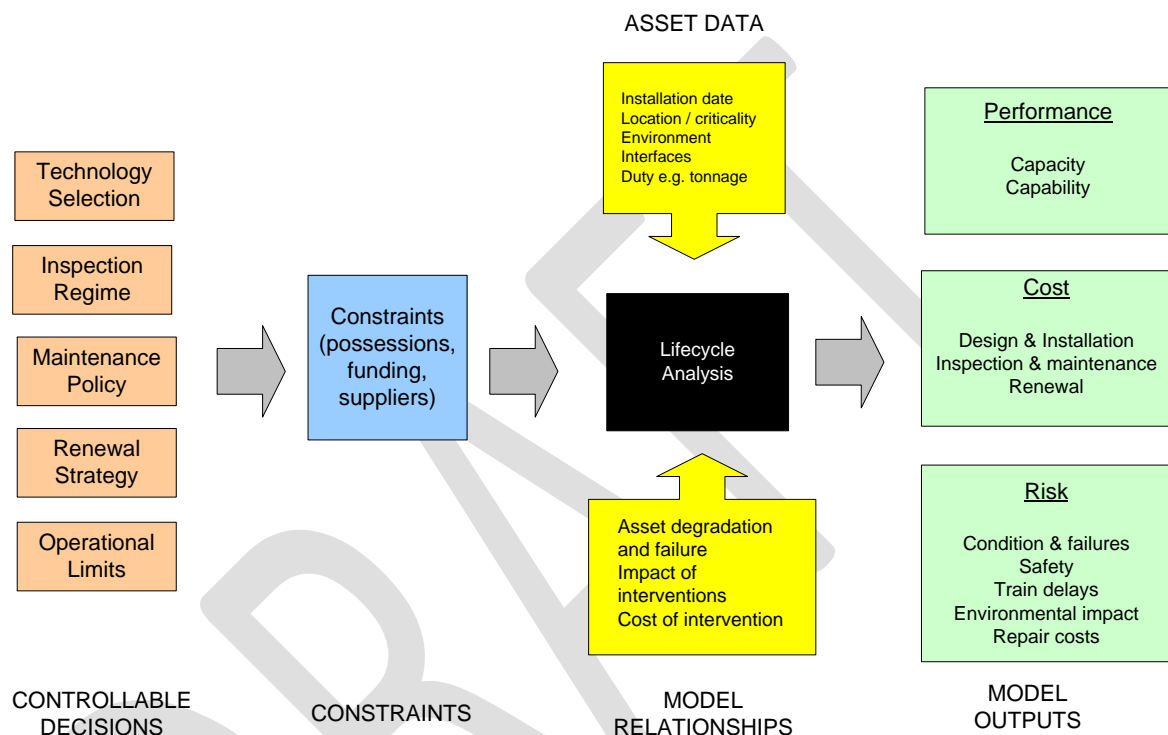 ASSET DATA
Installation date
Location / criticality
Environment
Interfaces
Duty e.g. tonnage
Technology
Selection
Inspection
Regime
Maintenance
Policy
Renewal
Strategy
Operational
Limits
Constraints
(possessions,
funding,
suppliers)
Lifecycle
Analysis
Asset degradation
and failure
Impact of
interventions
Cost of intervention
Performance
Capacity
Capability
Cost
Design & Installation
Inspection & maintenance
Renewal
Risk
Condition & failures
Safety
Train delays
Environmental impact
Repair costs
CONTROLLABLE
DECISIONS
CONSTRAINTS
MODEL
RELATIONSHIPS
MODEL
OUTPUTS
DRAFT